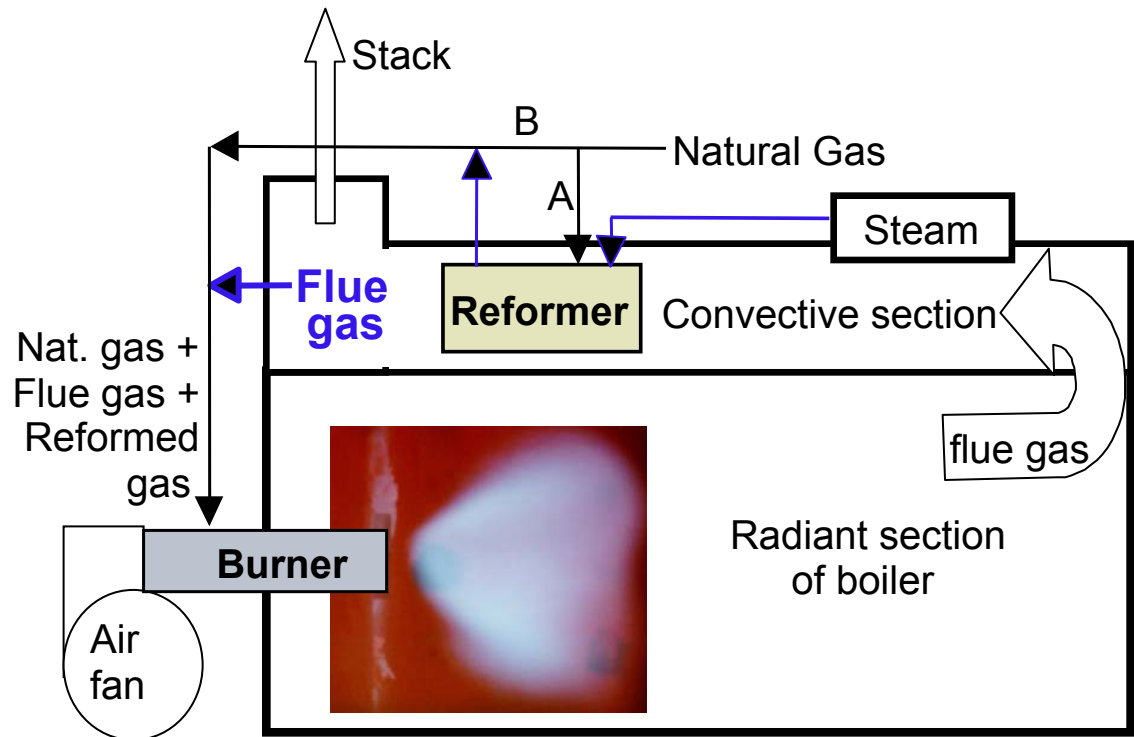 Stack
B
Natural Gas
A
Steam
Flue
gas
Reformer
Convective section
Nat. gas +
Flue gas +
Reformed
gas
flue gas
Radiant section
of boiler
Burner
Air
fan